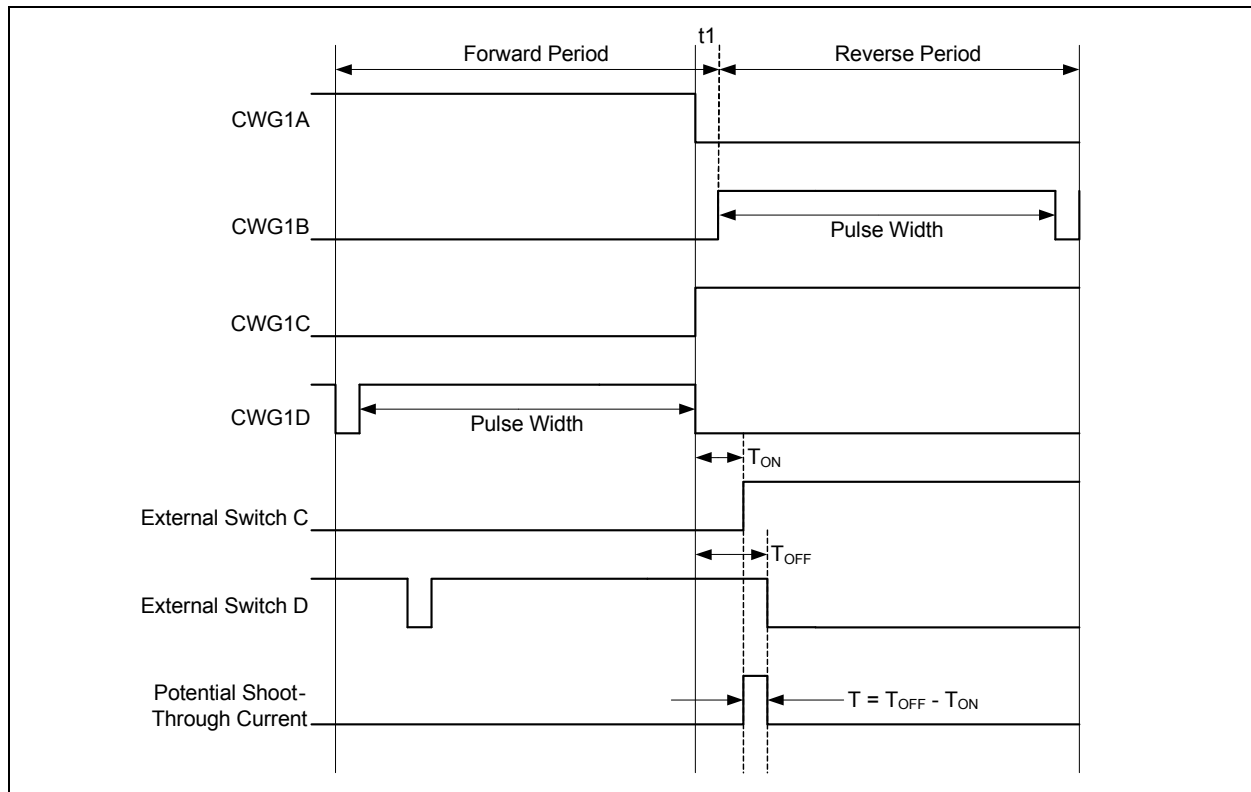 t1
Forward Period
Reverse Period
CWG1A
CWG1B
Pulse Width
CWG1C
CWG1D
Pulse Width
TON
External Switch C
TOFF
External Switch D
Potential Shoot-
Through Current
T = TOFF - TON